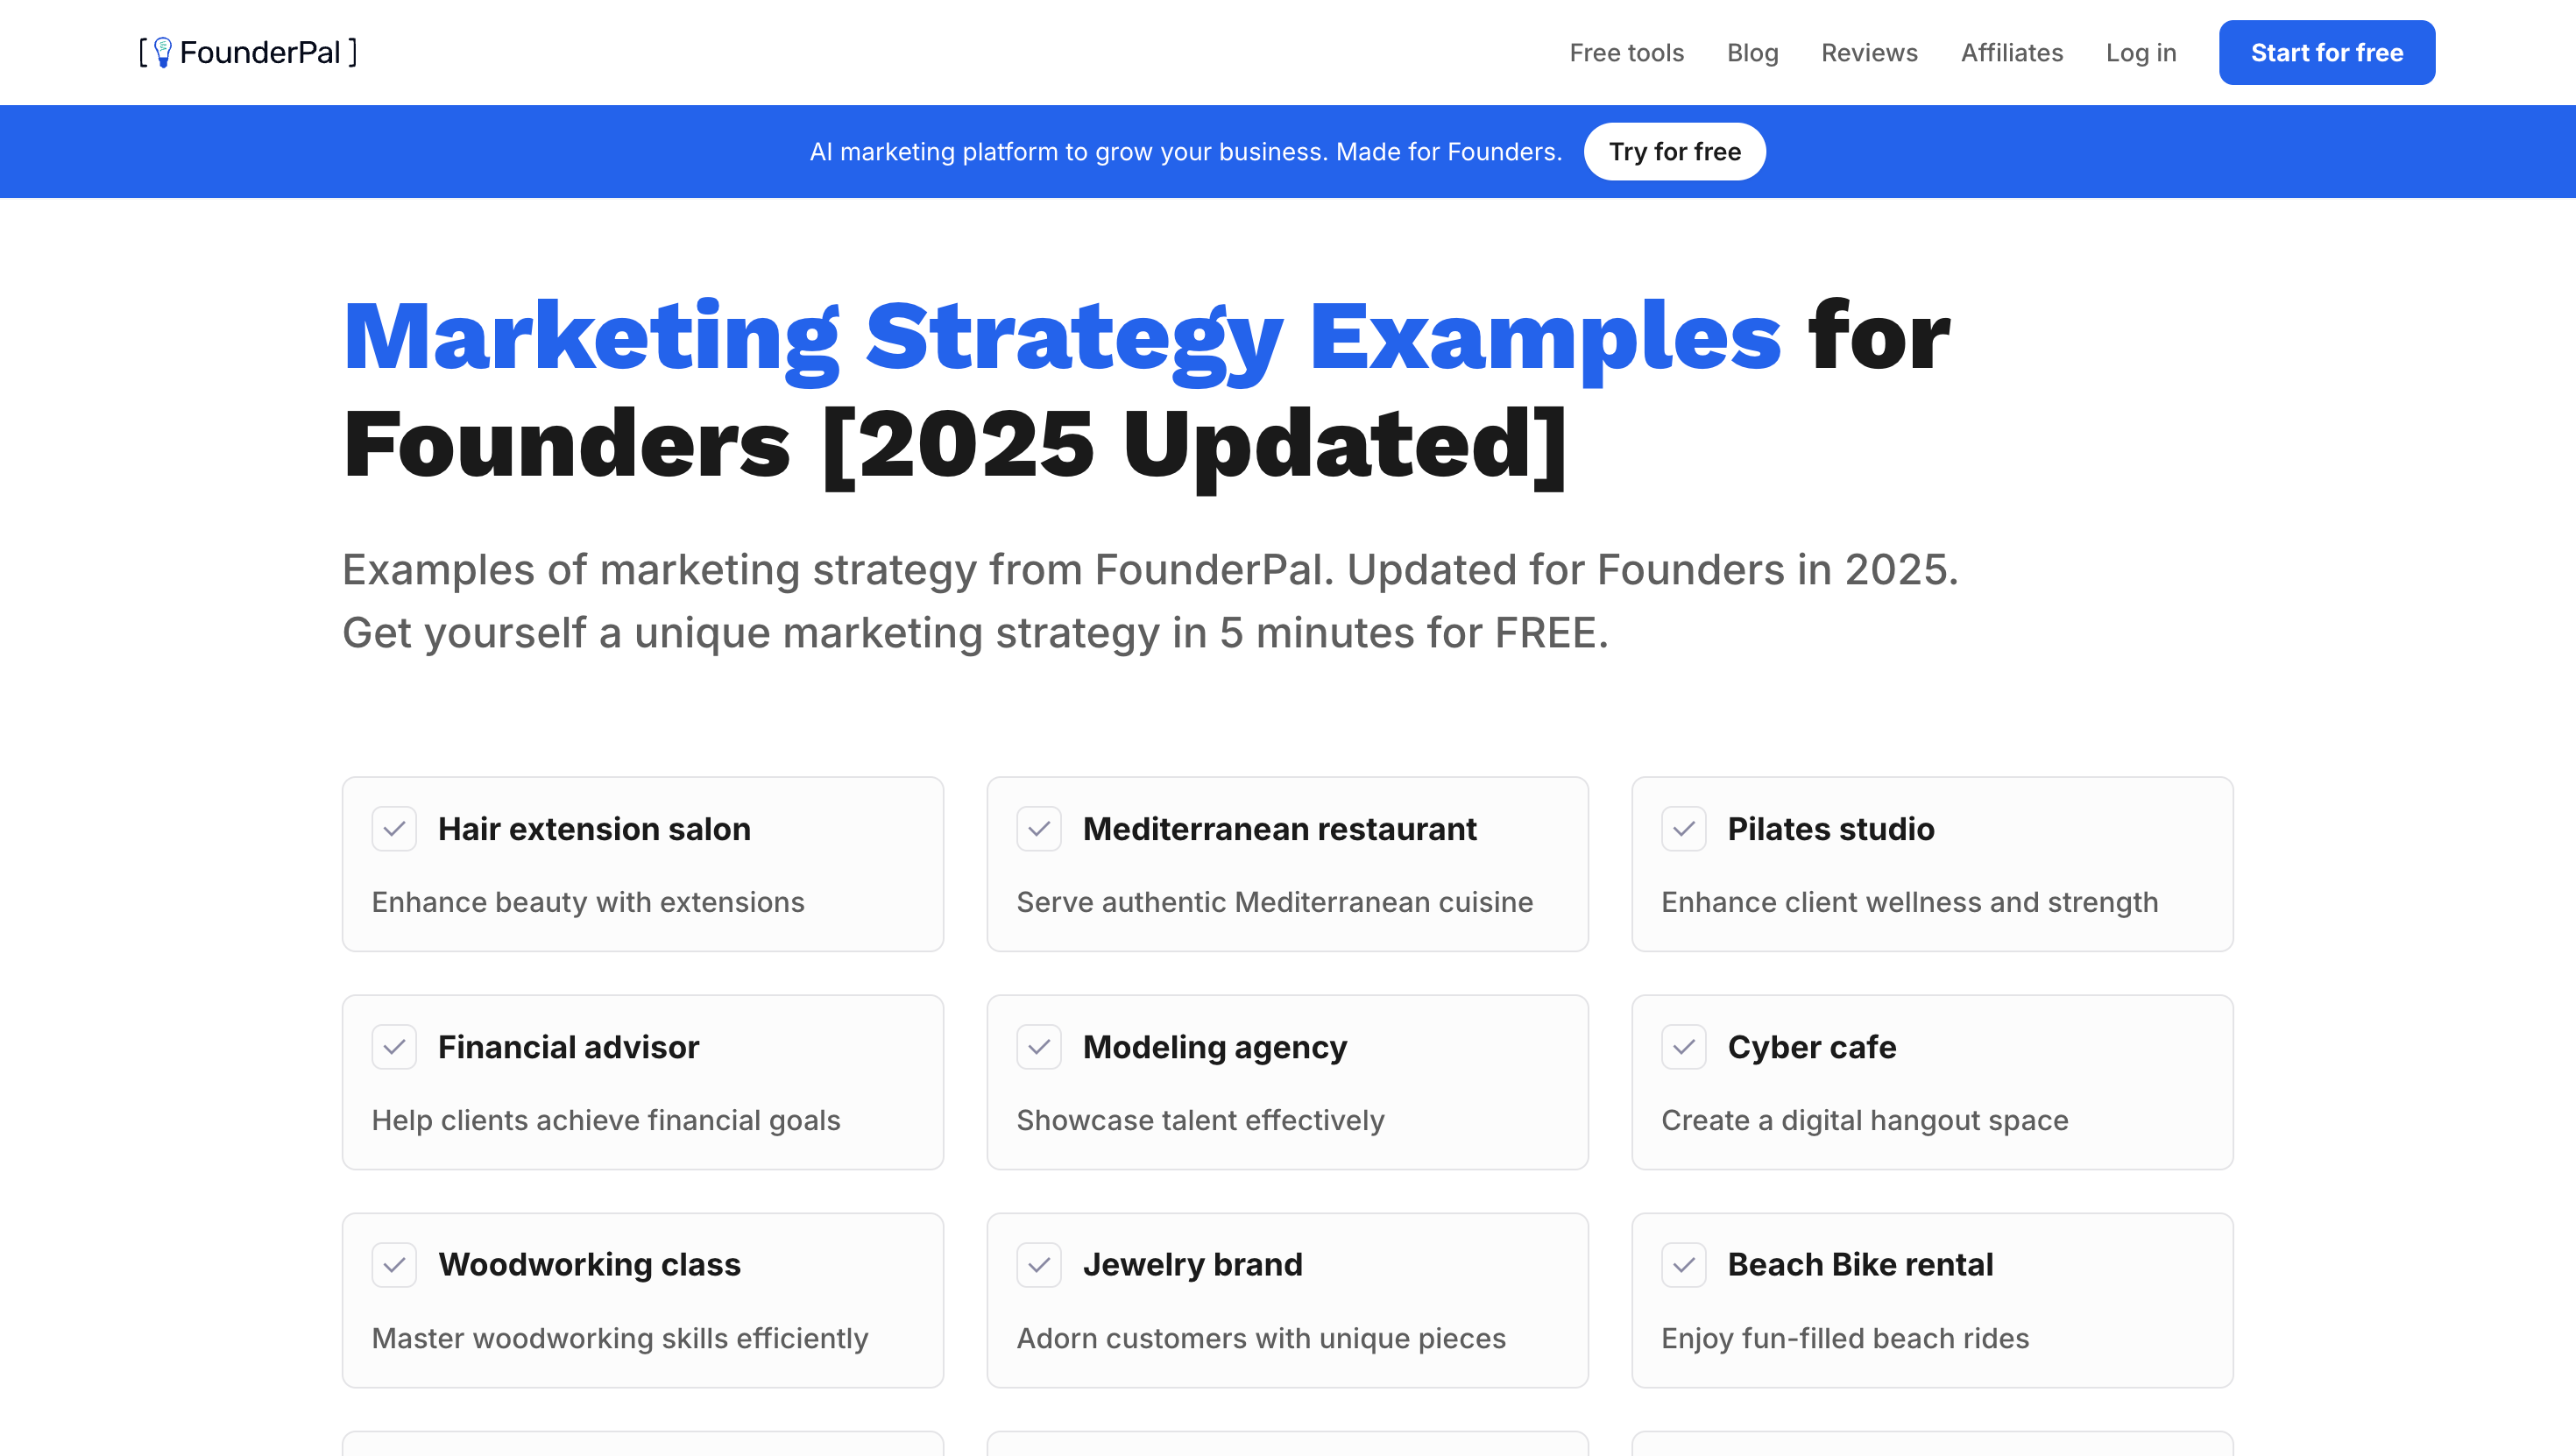 [ FounderPal ]
Free tools
Blog
Reviews
Affiliates
Log in
Start for free
AI marketing platform to grow your business. Made for Founders.
Try for free
Marketing Strategy Examples for
Founders [2025 Updated]
Examples of marketing strategy from FounderPal. Updated for Founders in 2025.
Get yourself a unique marketing strategy in 5 minutes for FREE.
Hair extension salon
Enhance beauty with extensions
Mediterranean restaurant
Serve authentic Mediterranean cuisine
Pilates studio
Enhance client wellness and strength
Financial advisor
Help clients achieve financial goals
Modeling agency
Showcase talent effectively
Cyber cafe
Create a digital hangout space
Woodworking class
Master woodworking skills efficiently
Jewelry brand
Adorn customers with unique pieces
Beach Bike rental
Enjoy fun-filled beach rides